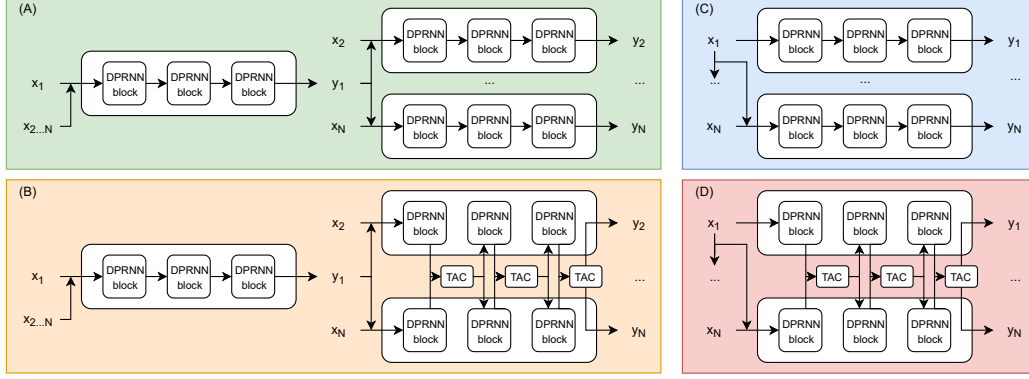 (A)
x1
x2...N
DPRNN block
DPRNN block
DPRNN block
x2
y1
xN
DPRNN block
DPRNN block
DPRNN block
...
DPRNN block
DPRNN block
DPRNN block
y2
...
yN
(C)
x1
...
xN
DPRNN block
DPRNN block
DPRNN block
...
DPRNN block
DPRNN block
DPRNN block
y1
...
yN
(B)
x1
x2...N
DPRNN block
DPRNN block
DPRNN block
x2
y1
xN
DPRNN block
DPRNN block
DPRNN block
TAC
TAC
TAC
DPRNN block
DPRNN block
DPRNN block
y2
...
yN
(D)
x1
...
xN
DPRNN block
DPRNN block
DPRNN block
TAC
TAC
TAC
DPRNN block
DPRNN block
DPRNN block
y1
...
yN